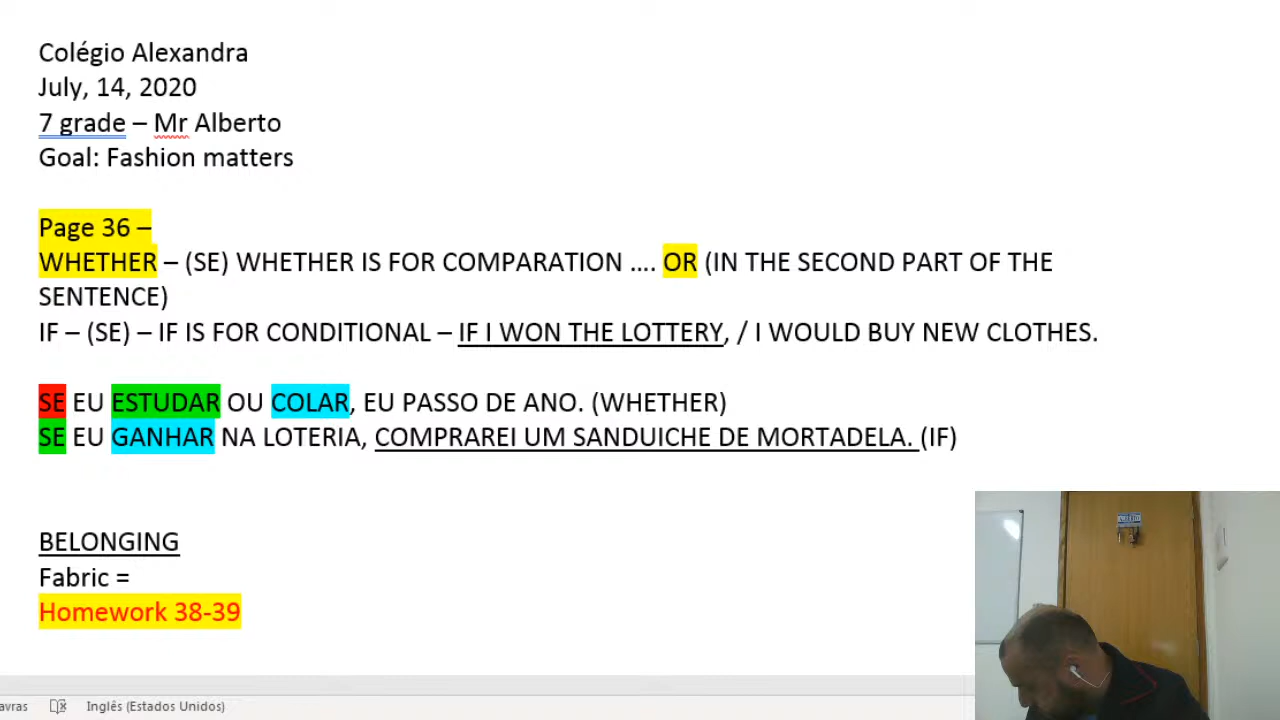 Colégio Alexandra
July, 14, 2020
7 grade – Mr Alberto
Goal: Fashion matters
Page 36 –
WHETHER – (SE) WHETHER IS FOR COMPARATION …. OR (IN THE SECOND PART OF THE
SENTENCE)
IF – (SE) – IF IS FOR CONDITIONAL – IF I WON THE LOTTERY, / I WOULD BUY NEW CLOTHES.
SE EU ESTUDAR OU COLAR, EU PASSO DE ANO. (WHETHER)
SE EU GANHAR NA LOTERIA, COMPRAREI UM SANDUICHE DE MORTADELA. (IF)
BELONGING
Fabric =
Homework 38-39
avras Inglês (Estados Unidos)